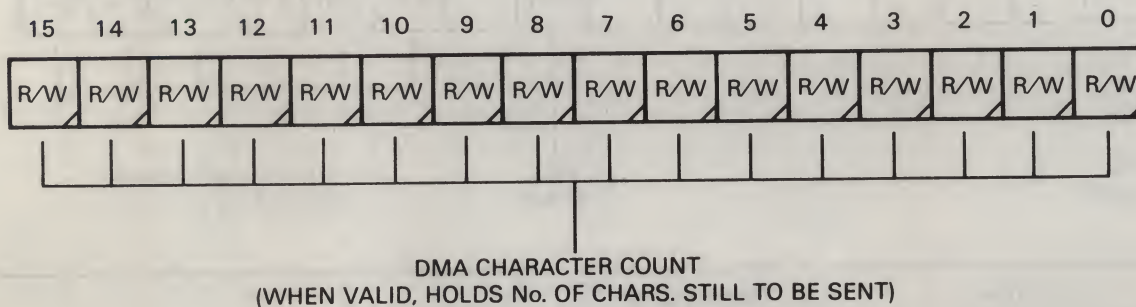 15 14 13 12 11 10 9 8 7 6 5 4 3 2 1 0
R/W R/W R/W R/W R/W R/W R/W R/W R/W R/W R/W R/W R/W R/W R/W R/W
DMA CHARACTER COUNT
(WHEN VALID, HOLDS No. OF CHARS. STILL TO BE SENT)